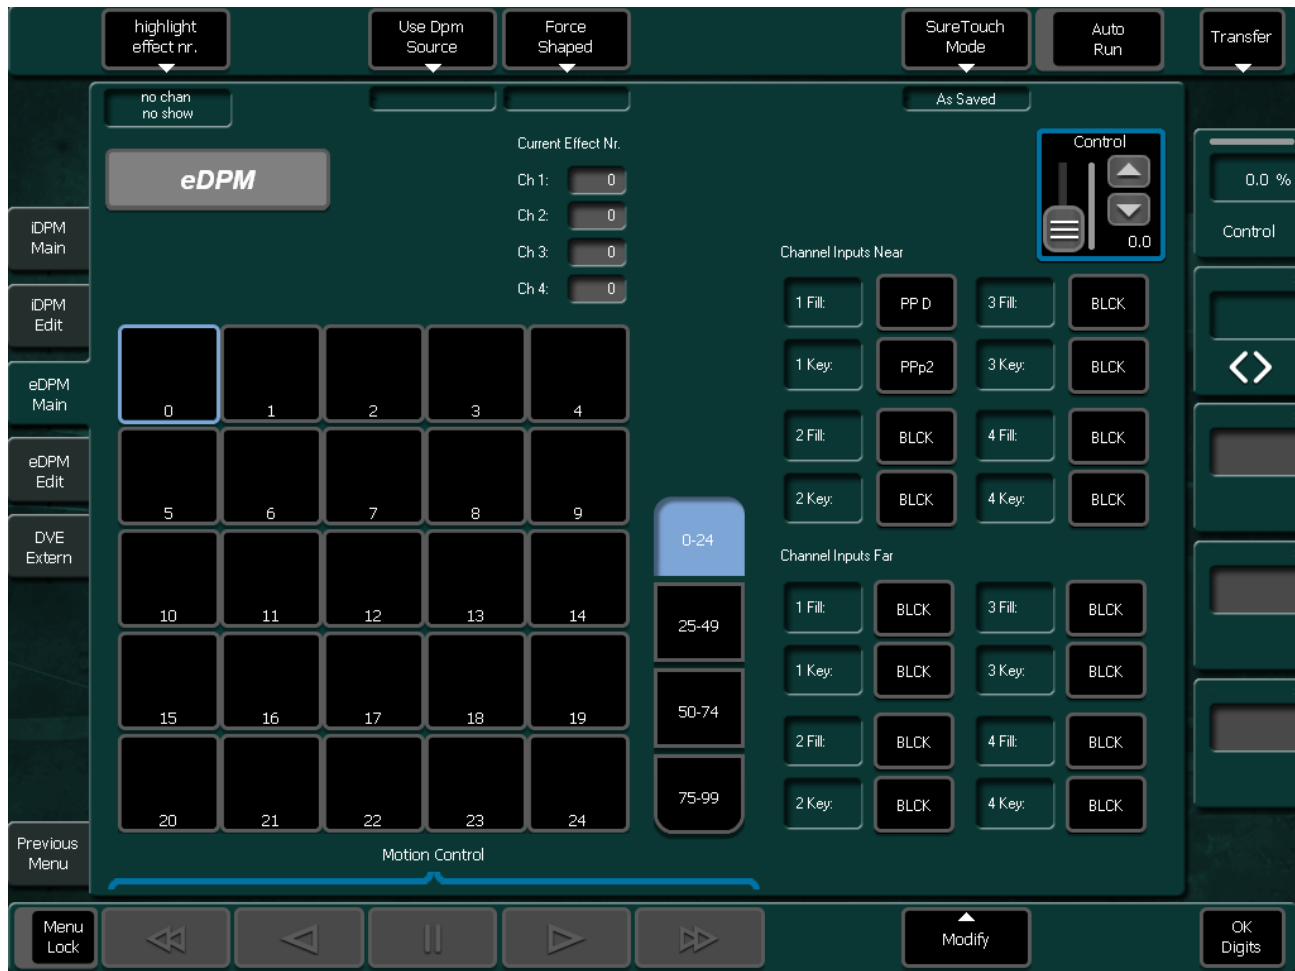 highlight
effect nr.
Use Dpm
Source
Force
Shaped
SureTouch
Mode
Auto
Run
Transfer
no chan
no show
As Saved
eDPM
Current Effect Nr.
Ch 1: 0
Ch 2: 0
Ch 3: 0
Ch 4: 0
Control
0.0
0.0 %
Control
iDPM
Main
iDPM
Edit
eDPM
Main
eDPM
Edit
DVE
Extern
Previous
Menu
0 1 2 3 4
5 6 7 8 9
10 11 12 13 14
15 16 17 18 19
20 21 22 23 24
0-24
25-49
50-74
75-99
Channel Inputs Near
1 Fill: PP D 3 Fill: BLCK
1 Key: PPp2 3 Key: BLCK
2 Fill: BLCK 4 Fill: BLCK
2 Key: BLCK 4 Key: BLCK
Channel Inputs Far
1 Fill: BLCK 3 Fill: BLCK
1 Key: BLCK 3 Key: BLCK
2 Fill: BLCK 4 Fill: BLCK
2 Key: BLCK 4 Key: BLCK
Motion Control
Menu
Lock
Modify
OK
Digits